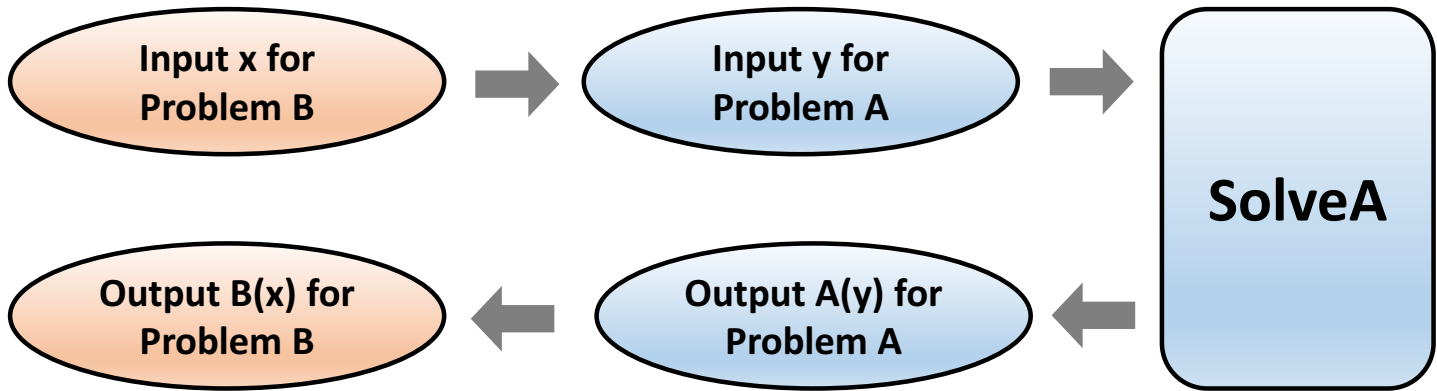 Input x for
Problem B
Input y for
Problem A
SolveA
Output B(x) for
Problem B
Output A(y) for
Problem A